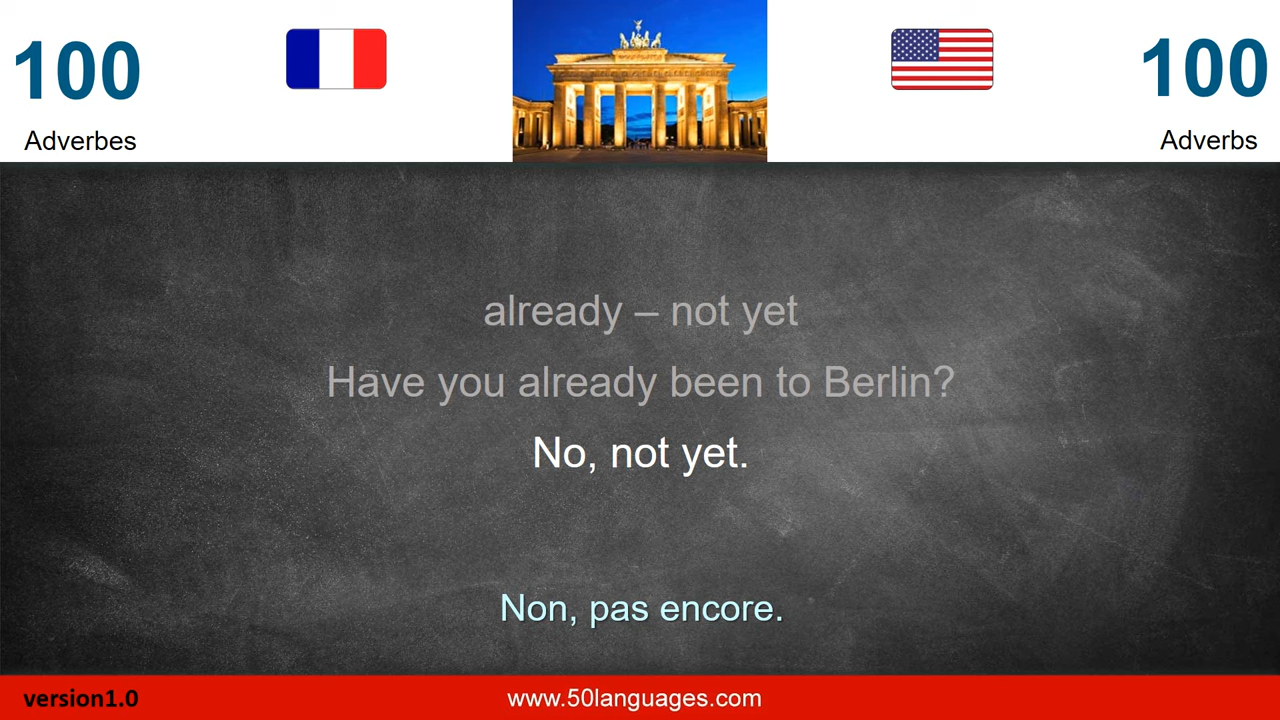 100
100
Adverbes
Adverbs
already – not yet
Have you already been to Berlin?
No, not yet.
Non, pas encore.
version1.0
www.50languages.com